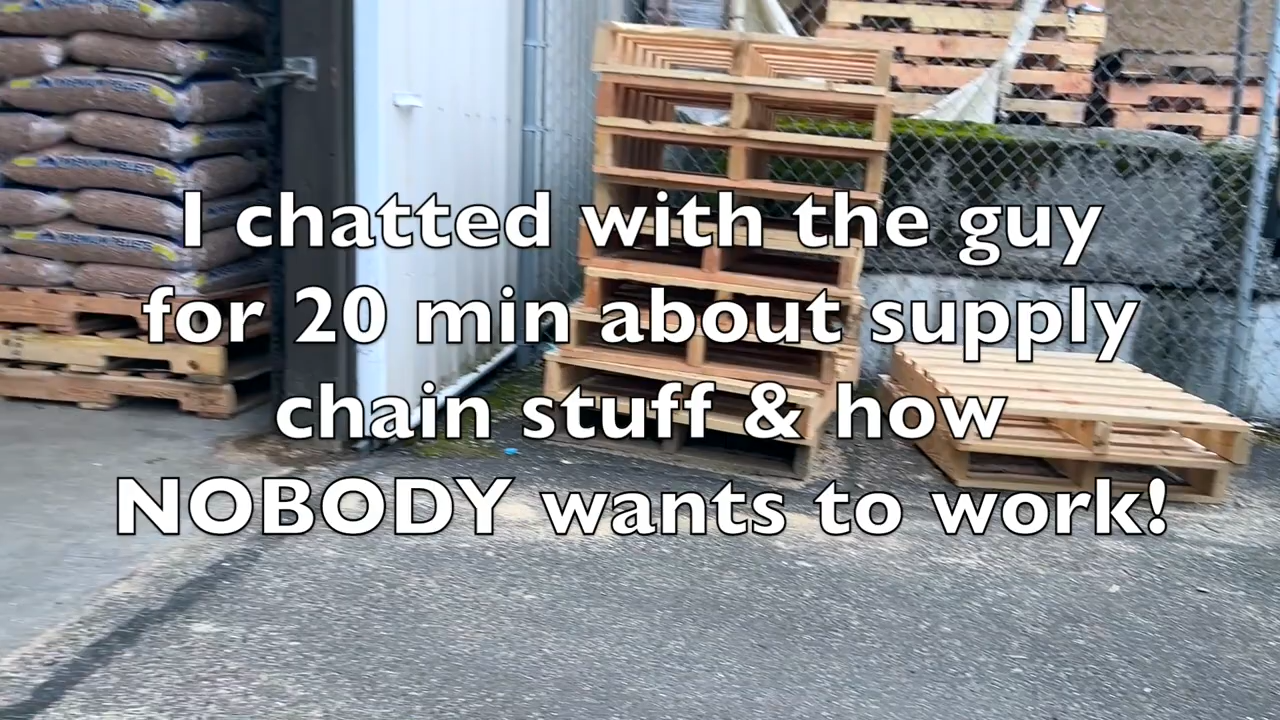 I chatted with the guy
for 20 min about supply
chain stuff & how
NOBODY wants to work!